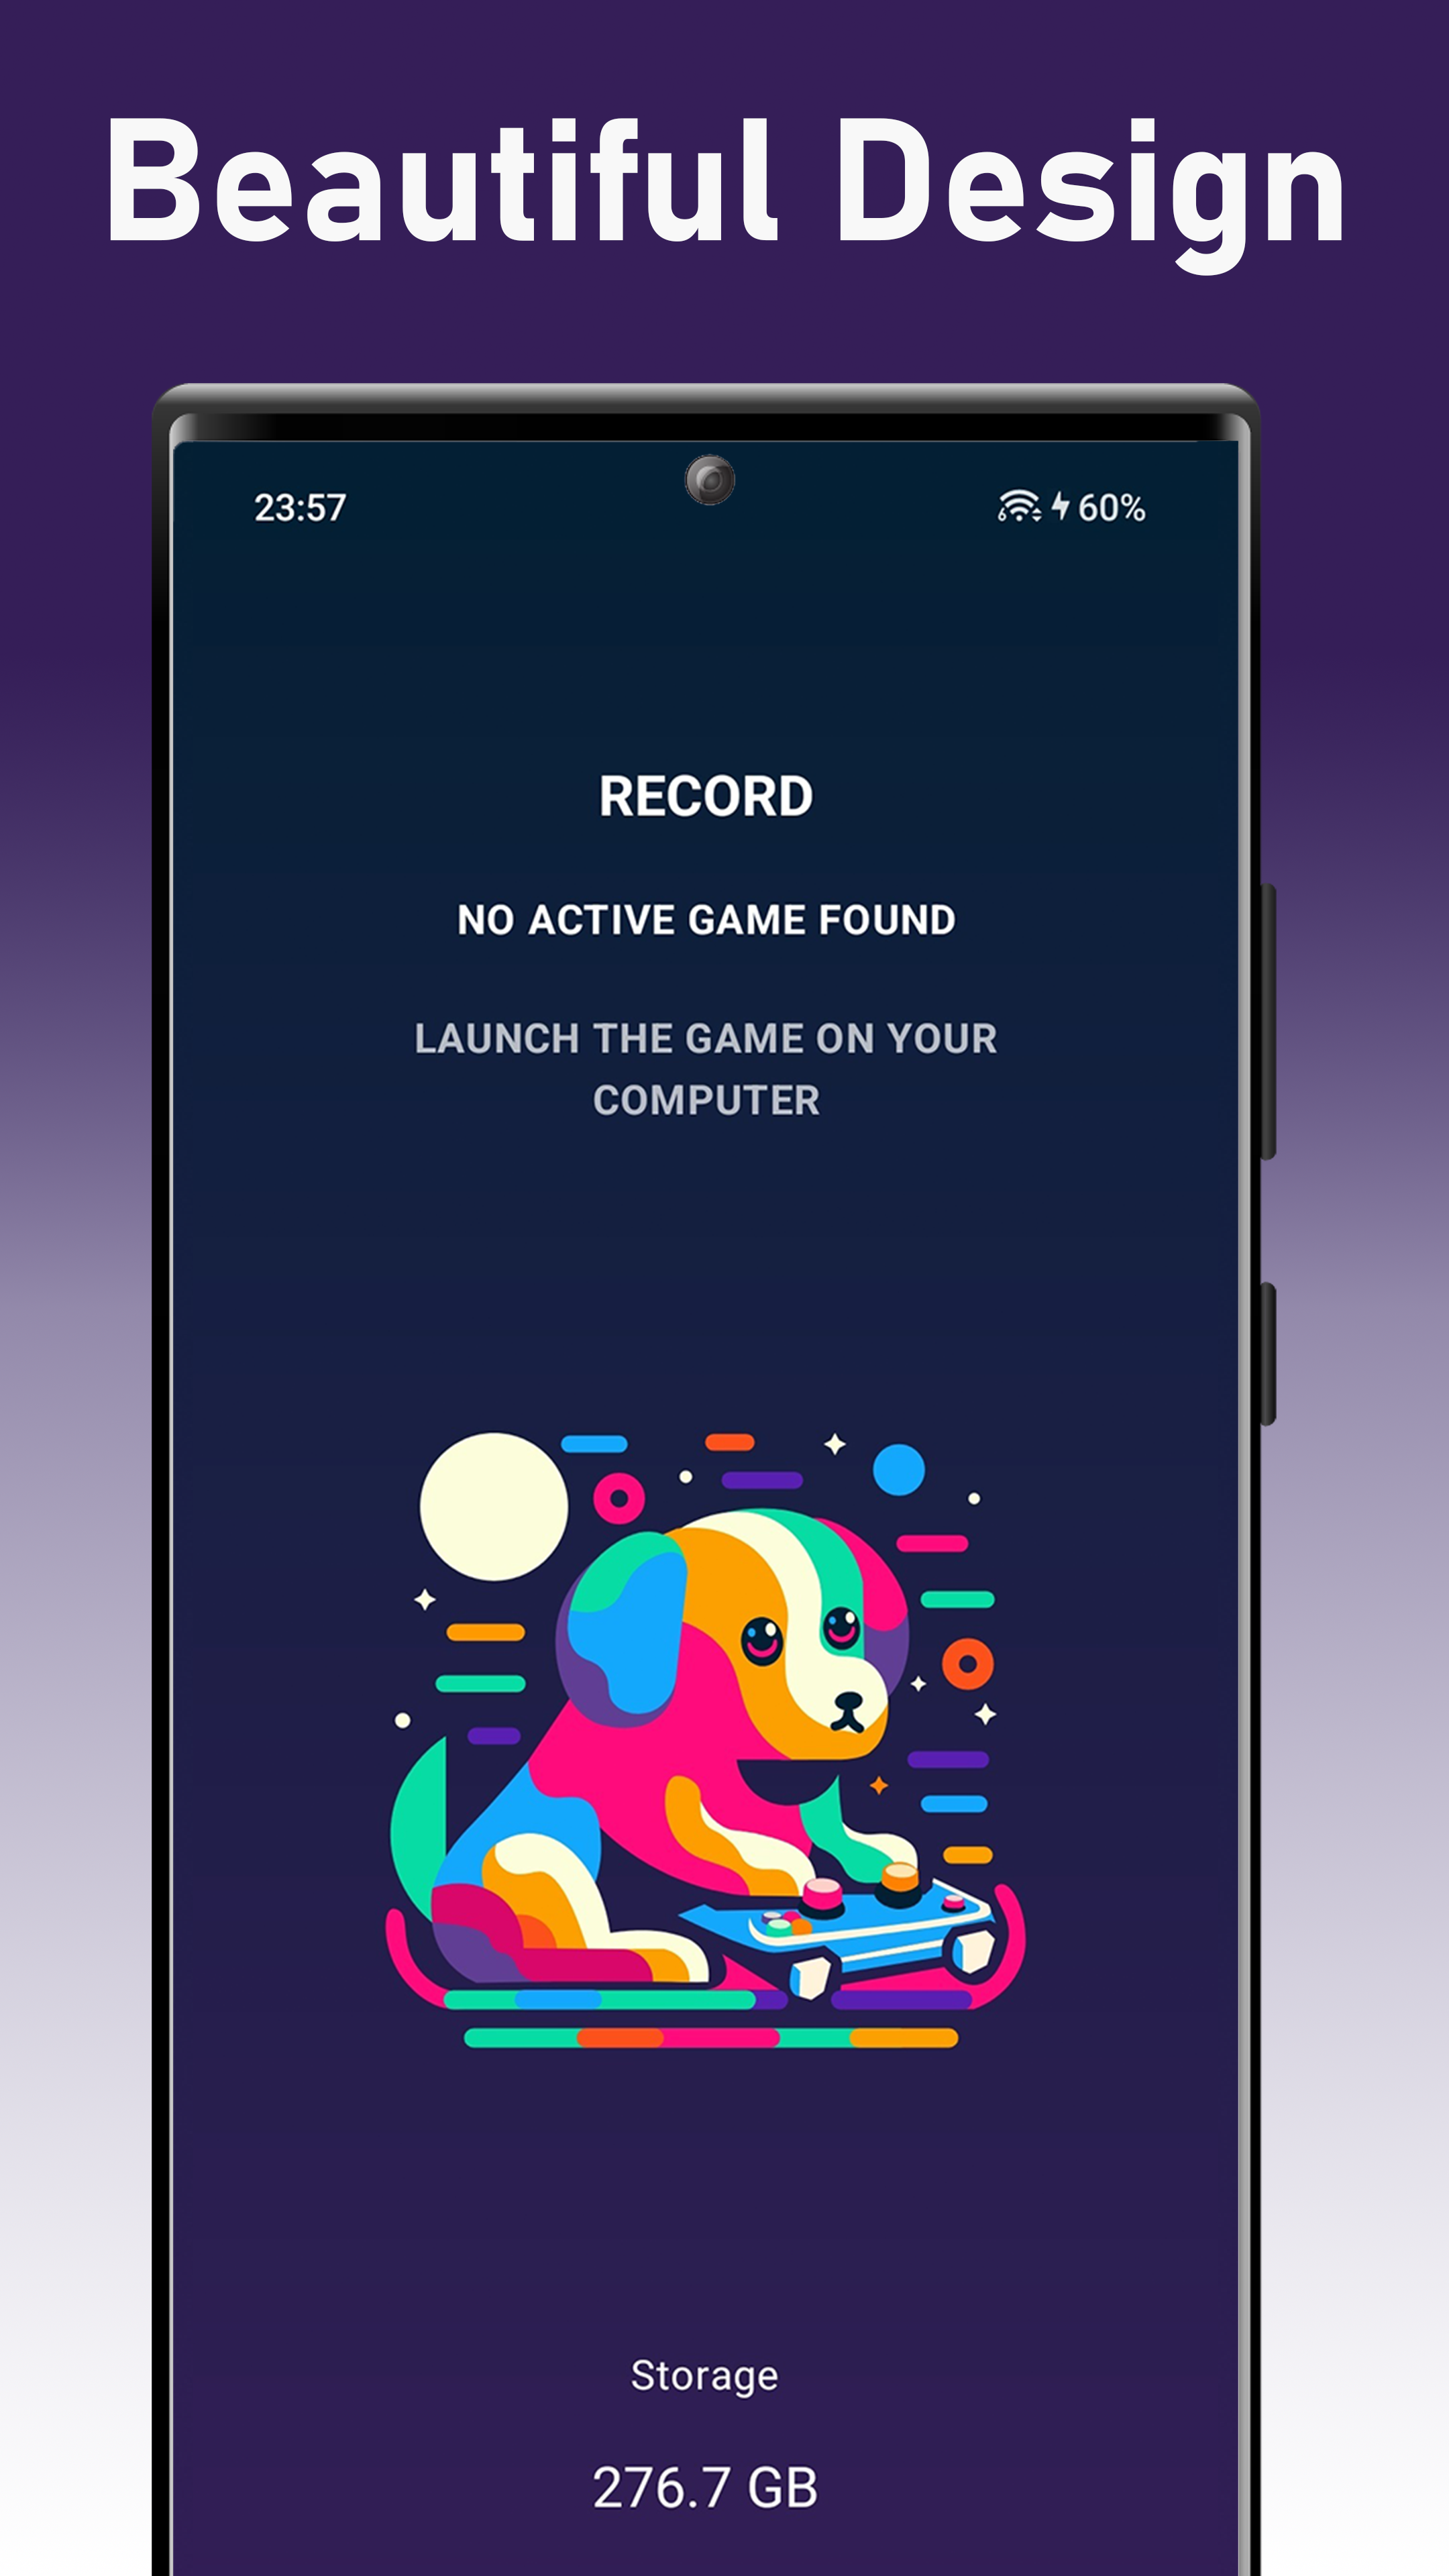 Beautiful Design
23:57
6
60%
RECORD
NO ACTIVE GAME FOUND
LAUNCH THE GAME ON YOUR
COMPUTER
Storage
276.7 GB